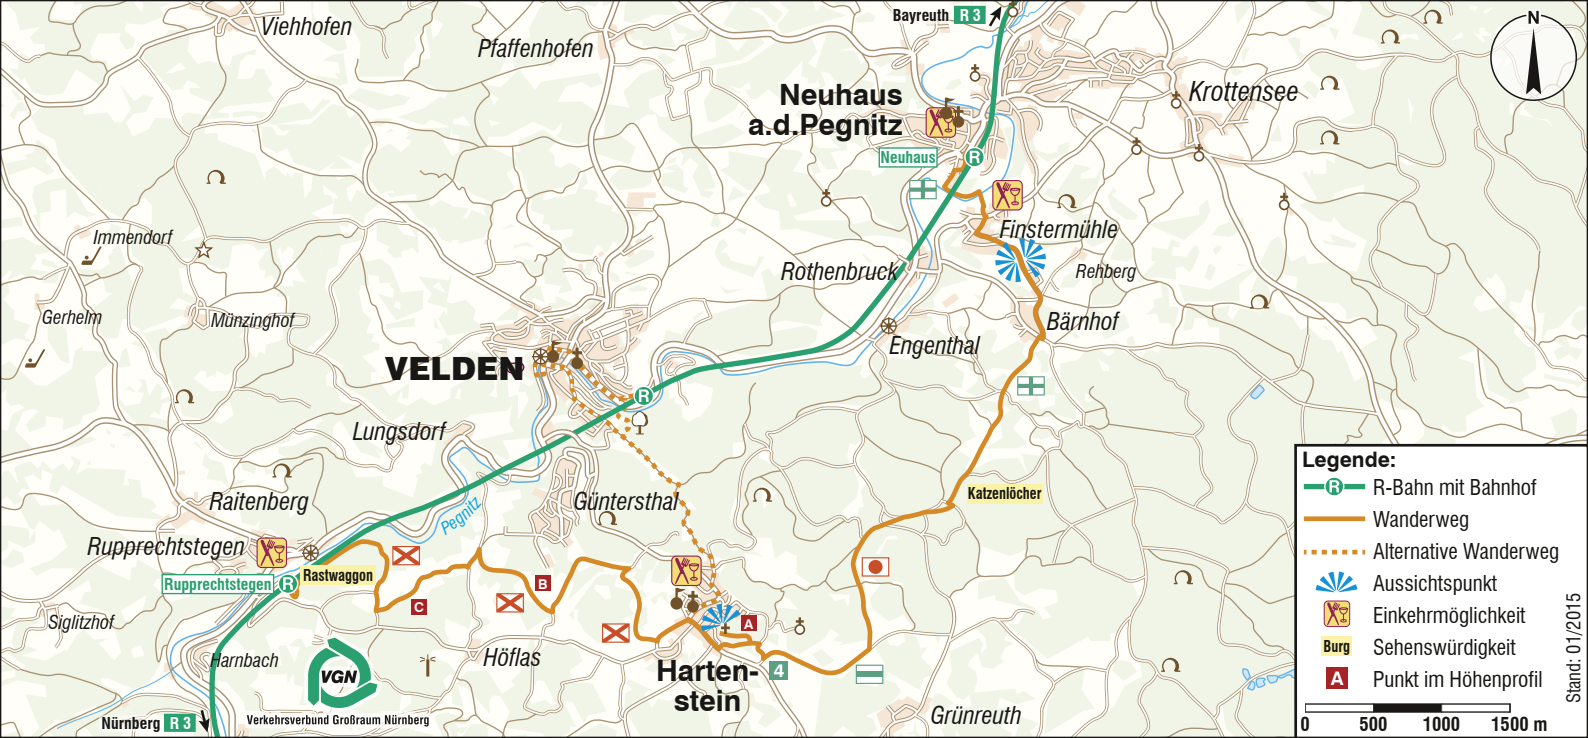 Bayreuth R 3
Viehhofen
Pfaffenhofen
N
Krottensee
Neuhaus
a.d.Pegnitz
Neuhaus
R
Finstermühle
Immendorf
Rothenbruck
Rehberg
Gerhelm
Münzinghof
Bärnhof
Engenthal
VELDEN
R
Lungsdorf
Katzenlöcher
Raitenberg
Güntersthal
Pegnitz
Rupprechtstegen
Rastwaggon
Rupprechtstegen
R
B
C
A
Siglitzhof
Harnbach
Höflas
Harten-
stein
4
VGN
Verkehrsverbund Großraum Nürnberg
Nürnberg R 3
Grünreuth
Legende:
R R-Bahn mit Bahnhof
Wanderweg
Alternative Wanderweg
Aussichtspunkt
Einkehrmöglichkeit
Burg Sehenswürdigkeit
A Punkt im Höhenprofil
0 500 1000 1500 m
Stand: 01/2015